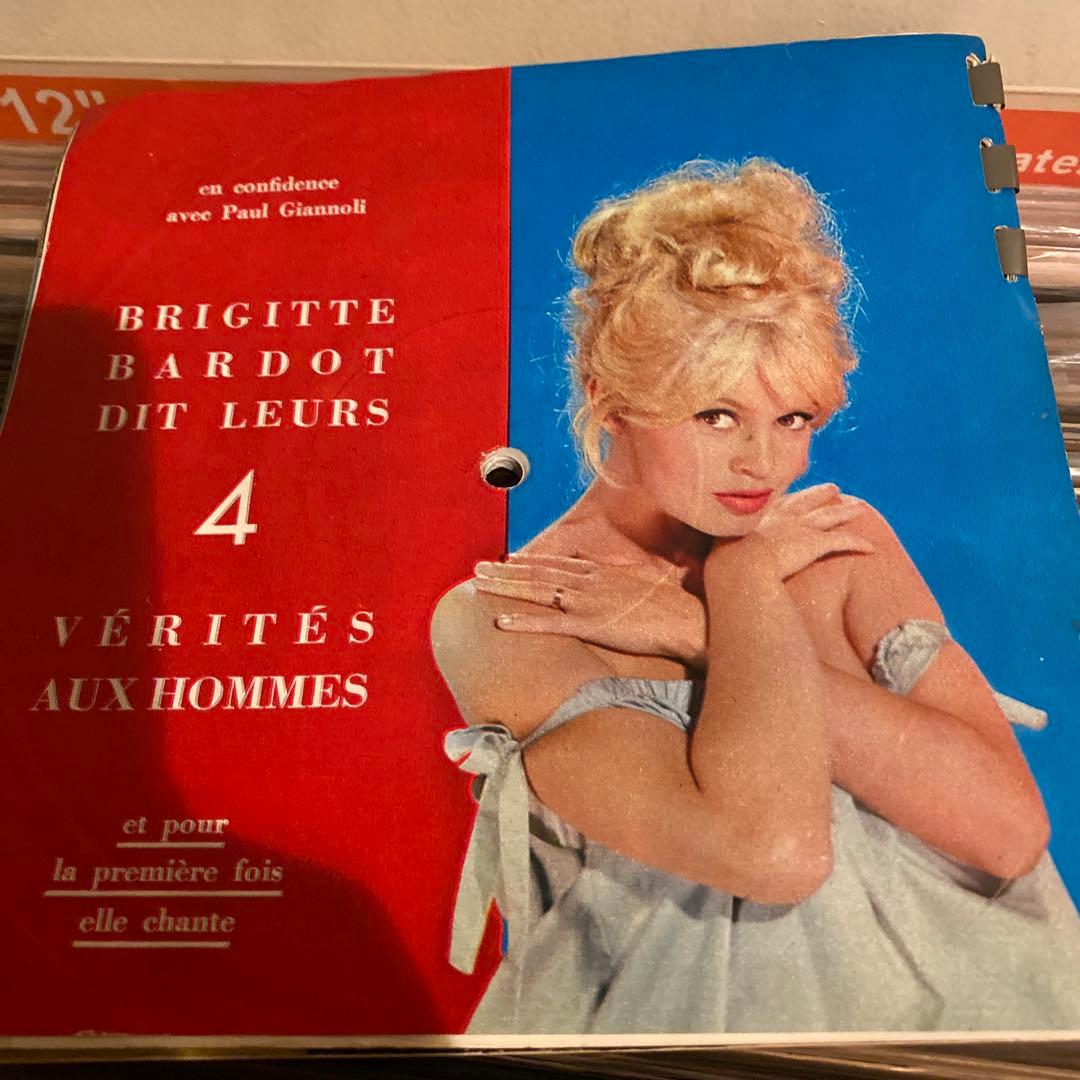 12"
en confidence
avec Paul Giannoli
BRIGITTE
BARDOT
DIT LEURS
4
VÉRITÉS
AUX HOMMES
et pour
la première fois
elle chante